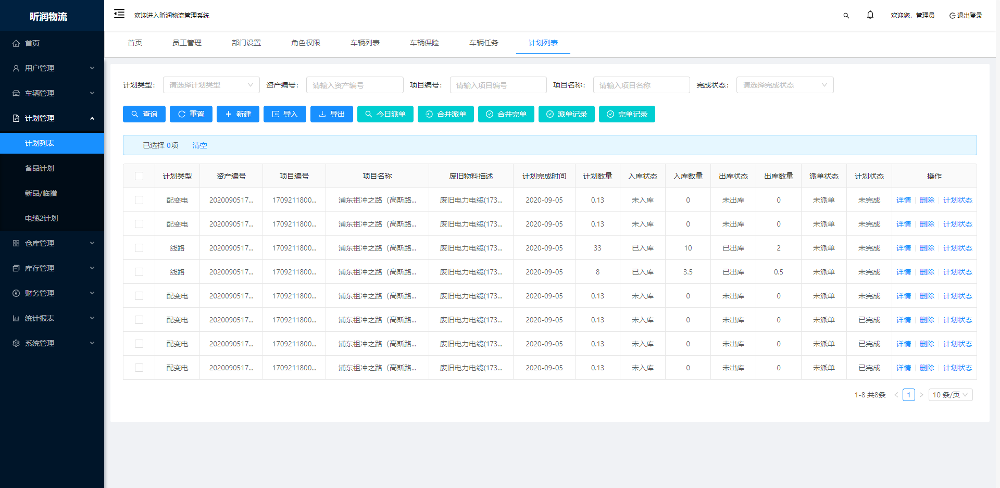 昕润物流
欢迎进入昕润物流管理系统
欢迎您，管理员
退出登录
首页
用户管理
车辆管理
计划管理
计划列表
备品计划
新品/临措
电缆2计划
仓库管理
库存管理
财务管理
统计报表
系统管理
首页 员工管理 部门设置 角色权限 车辆列表 车辆保险 车辆任务 计划列表
计划类型： 请选择计划类型 资产编号： 请输入资产编号 项目编号： 请输入项目编号 项目名称： 请输入项目名称 完成状态： 请选择完成状态
查询 重置 新建 导入 导出 今日派单 合并派单 合并完单 派单记录 完单记录
已选择 0项 清空
计划类型 资产编号 项目编号 项目名称 废旧物料描述 计划完成时间 计划数量 入库状态 入库数量 出库状态 出库数量 派单状态 计划状态 操作
配变电 2020090517... 1709211800... 浦东祖冲之路（高斯路... 废旧电力电缆(173... 2020-09-05 0.13 未入库 0 未出库 0 未派单 未完成 详情 删除 计划状态
配变电 2020090517... 1709211800... 浦东祖冲之路（高斯路... 废旧电力电缆(173... 2020-09-05 0.13 未入库 0 未出库 0 未派单 未完成 详情 删除 计划状态
线路 2020090517... 1709211800... 浦东祖冲之路（高斯路... 废旧电力电缆(173... 2020-09-05 33 已入库 10 已出库 2 未派单 未完成 详情 删除 计划状态
线路 2020090517... 1709211800... 浦东祖冲之路（高斯路... 废旧电力电缆(173... 2020-09-05 8 已入库 3.5 已出库 0.5 未派单 未完成 详情 删除 计划状态
配变电 2020090517... 1709211800... 浦东祖冲之路（高斯路... 废旧电力电缆(173... 2020-09-05 0.13 未入库 0 未出库 0 未派单 未完成 详情 删除 计划状态
配变电 2020090517... 1709211800... 浦东祖冲之路（高斯路... 废旧电力电缆(173... 2020-09-05 0.13 未入库 0 未出库 0 未派单 已完成 详情 删除 计划状态
配变电 2020090517... 1709211800... 浦东祖冲之路（高斯路... 废旧电力电缆(173... 2020-09-05 0.13 未入库 0 未出库 0 未派单 已完成 详情 删除 计划状态
配变电 2020090517... 1709211800... 浦东祖冲之路（高斯路... 废旧电力电缆(173... 2020-09-05 0.13 未入库 0 未出库 0 未派单 已完成 详情 删除 计划状态
1-8 共8条 < 1 > 10 条/页